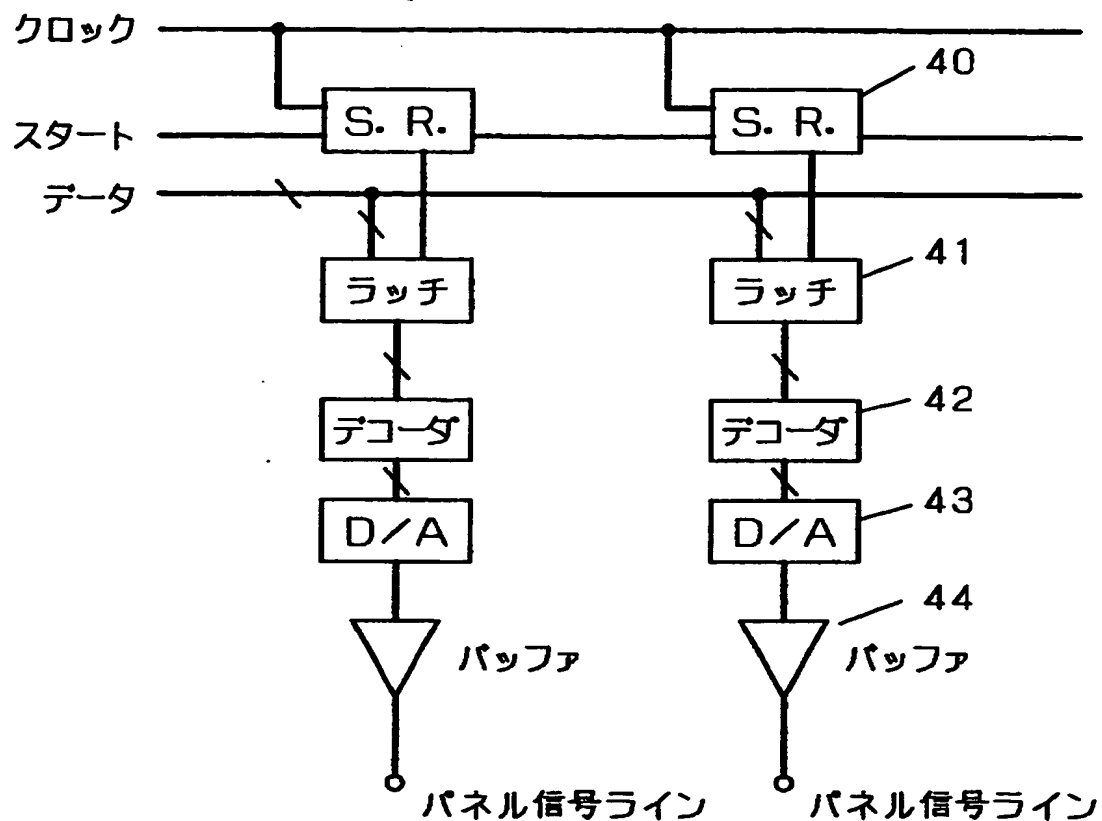 クロック
40
S. R.
S. R.
スタート
データ
41
ラッチ
ラッチ
42
デコーダ
デコーダ
43
D/A
D/A
44
バッファ
バッファ
パネル信号ライン
パネル信号ライン